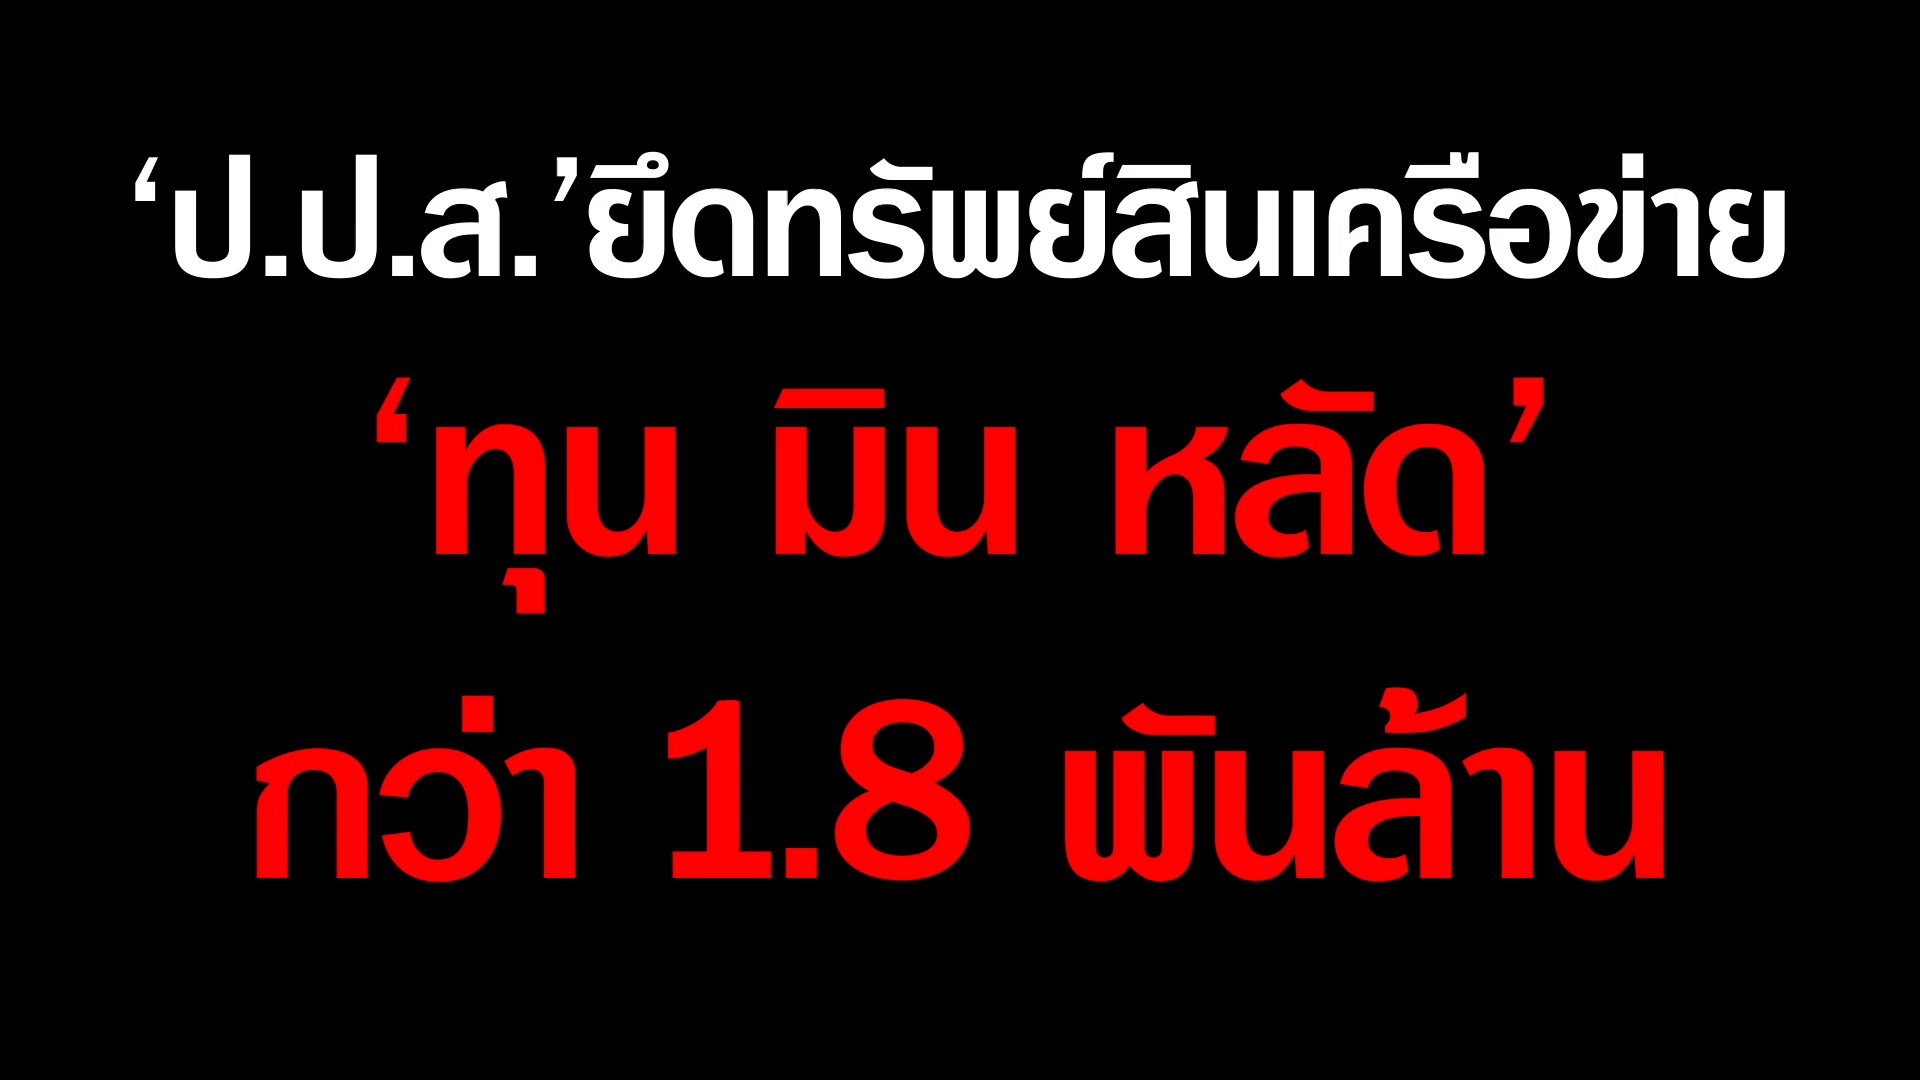 ‘ป.ป.ส.’ยึดทรัพย์สินเครือข่าย
‘ทุน มิน หลัด’
กว่า 1.8 พันล้าน